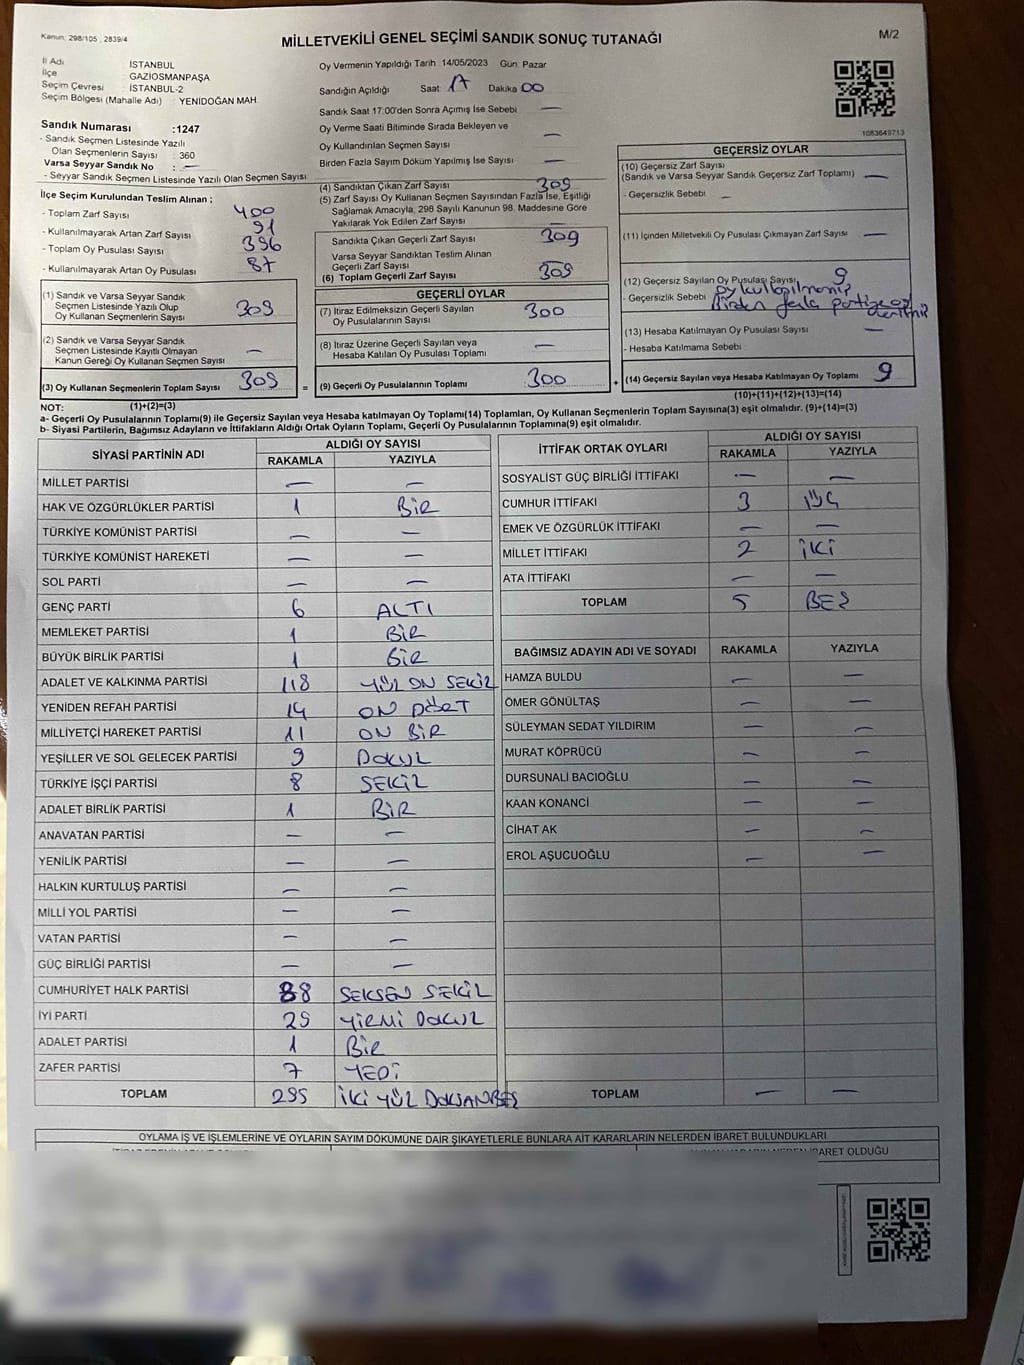 Kanun: 298/105 , 2839/4
MİLLETVEKİLİ GENEL SEÇİMİ SANDIK SONUÇ TUTANAĞI
M/2
İl Adı : İSTANBUL
İlçe : GAZİOSMANPAŞA
Seçim Çevresi : İSTANBUL-2
Seçim Bölgesi (Mahalle Adı) : YENİDOĞAN MAH
Sandık Numarası :1247
- Sandık Seçmen Listesinde Yazılı
Olan Seçmenlerin Sayısı : 360
Varsa Seyyar Sandık No : —
- Seyyar Sandık Seçmen Listesinde Yazılı Olan Seçmen Sayısı :
İlçe Seçim Kurulundan Teslim Alınan ;
- Toplam Zarf Sayısı 400
- Kullanılmayarak Artan Zarf Sayısı 91
- Toplam Oy Pusulası Sayısı 396
- Kullanılmayarak Artan Oy Pusulası 87
(1) Sandık ve Varsa Seyyar Sandık
Seçmen Listesinde Yazılı Olup
Oy Kullanan Seçmenlerin Sayısı 309
(2) Sandık ve Varsa Seyyar Sandık
Seçmen Listesinde Kayıtlı Olmayan
Kanun Gereği Oy Kullanan Seçmen Sayısı —
(3) Oy Kullanan Seçmenlerin Toplam Sayısı 309
(1)+(2)=(3)
Oy Vermenin Yapıldığı Tarih :14/05/2023 Gün: Pazar
Sandığın Açıldığı Saat 17 Dakika 00
Sandık Saat 17:00'den Sonra Açımış İse Sebebi —
Oy Verme Saati Bitiminde Sırada Bekleyen ve
Oy Kullandırılan Seçmen Sayısı —
Birden Fazla Sayım Döküm Yapılmış İse Sayısı —
(4) Sandıktan Çıkan Zarf Sayısı 309
(5) Zarf Sayısı Oy Kullanan Seçmen Sayısından Fazla İse, Eşitliği
Sağlamak Amacıyla, 298 Sayılı Kanunun 98. Maddesine Göre
Yakılarak Yok Edilen Zarf Sayısı
Sandıkta Çıkan Geçerli Zarf Sayısı 309
Varsa Seyyar Sandıktan Teslim Alınan
Geçerli Zarf Sayısı —
(6) Toplam Geçerli Zarf Sayısı 309
GEÇERLİ OYLAR
(7) İtiraz Edilmeksizin Geçerli Sayılan
Oy Pusulalarının Sayısı 300
(8) İtiraz Üzerine Geçerli Sayılan veya
Hesaba Katılan Oy Pusulası Toplamı —
= (9) Geçerli Oy Pusulalarının Toplamı 300 +
1083649713
GEÇERSİZ OYLAR
(10) Geçersiz Zarf Sayısı
(Sandık ve Varsa Seyyar Sandık Geçersiz Zarf Toplamı) —
- Geçersizlik Sebebi —
(11) İçinden Milletvekili Oy Pusulası Çıkmayan Zarf Sayısı —
(12) Geçersiz Sayılan Oy Pusulası Sayısı 9
- Geçersizlik Sebebi
Birden fazla partiye oy
(13) Hesaba Katılmayan Oy Pusulası Sayısı —
- Hesaba Katılmama Sebebi
(14) Geçersiz Sayılan veya Hesaba Katılmayan Oy Toplamı 9
(10)+(11)+(12)+(13)=(14)
NOT:
a- Geçerli Oy Pusulalarının Toplamı(9) ile Geçersiz Sayılan veya Hesaba katılmayan Oy Toplamı(14) Toplamları, Oy Kullanan Seçmenlerin Toplam Sayısına(3) eşit olmalıdır. (9)+(14)=(3)
b- Siyasi Partilerin, Bağımsız Adayların ve İttifakların Aldığı Ortak Oyların Toplamı, Geçerli Oy Pusulalarının Toplamına(9) eşit olmalıdır.
SİYASİ PARTİNİN ADI ALDIĞI OY SAYISI
RAKAMLA YAZIYLA
MİLLET PARTİSİ — —
HAK VE ÖZGÜRLÜKLER PARTİSİ 1 BİR
TÜRKİYE KOMÜNİST PARTİSİ — —
TÜRKİYE KOMÜNİST HAREKETİ — —
SOL PARTİ — —
GENÇ PARTİ 6 ALTI
MEMLEKET PARTİSİ 1 BİR
BÜYÜK BİRLİK PARTİSİ 1 BİR
ADALET VE KALKINMA PARTİSİ 118 YÜZ ON SEKİZ
YENİDEN REFAH PARTİSİ 14 ON DÖRT
MİLLİYETÇİ HAREKET PARTİSİ 11 ON BİR
YEŞİLLER VE SOL GELECEK PARTİSİ 9 DOKUZ
TÜRKİYE İŞÇİ PARTİSİ 8 SEKİZ
ADALET BİRLİK PARTİSİ 1 BİR
ANAVATAN PARTİSİ — —
YENİLİK PARTİSİ — —
HALKIN KURTULUŞ PARTİSİ — —
MİLLİ YOL PARTİSİ — —
VATAN PARTİSİ — —
GÜÇ BİRLİĞİ PARTİSİ — —
CUMHURİYET HALK PARTİSİ 88 SEKSEN SEKİZ
İYİ PARTİ 29 YİRMİ DOKUZ
ADALET PARTİSİ 1 BİR
ZAFER PARTİSİ 7 YEDİ
TOPLAM 295 İKİ YÜZ DOKSANBEŞ
İTTİFAK ORTAK OYLARI ALDIĞI OY SAYISI
RAKAMLA YAZIYLA
SOSYALİST GÜÇ BİRLİĞİ İTTİFAKI — —
CUMHUR İTTİFAKI 3 ÜÇ
EMEK VE ÖZGÜRLÜK İTTİFAKI — —
MİLLET İTTİFAKI 2 İKİ
ATA İTTİFAKI — —
TOPLAM 5 BEŞ
BAĞIMSIZ ADAYIN ADI VE SOYADI RAKAMLA YAZIYLA
HAMZA BULDU — —
ÖMER GÖNÜLTAŞ — —
SÜLEYMAN SEDAT YILDIRIM — —
MURAT KÖPRÜCÜ — —
DURSUNALİ BACIOĞLU — —
KAAN KONANCİ — —
CİHAT AK — —
EROL AŞUCUOĞLU — —
TOPLAM — —
OYLAMA İŞ VE İŞLEMLERİNE VE OYLARIN SAYIM DÖKÜMÜNE DAİR ŞİKAYETLERLE BUNLARA AİT KARARLARIN NELERDEN İBARET BULUNDUKLARI
İBARET OLDUĞU